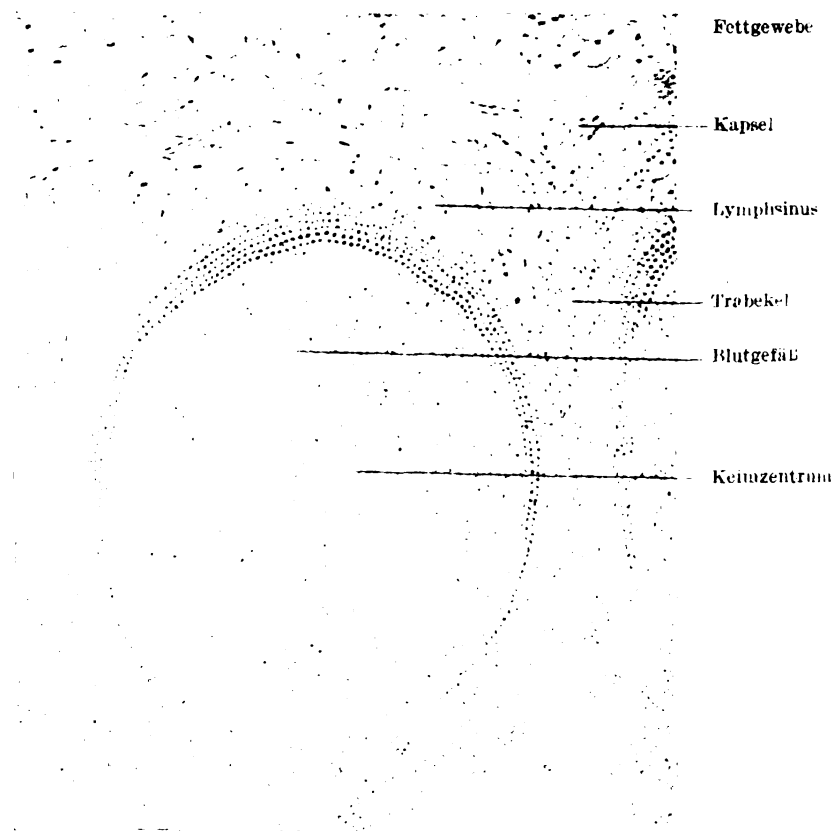 Fettgewebe
Kapsel
Lymphsinus
Trabekel
Blutgefäß
Keimzentrum